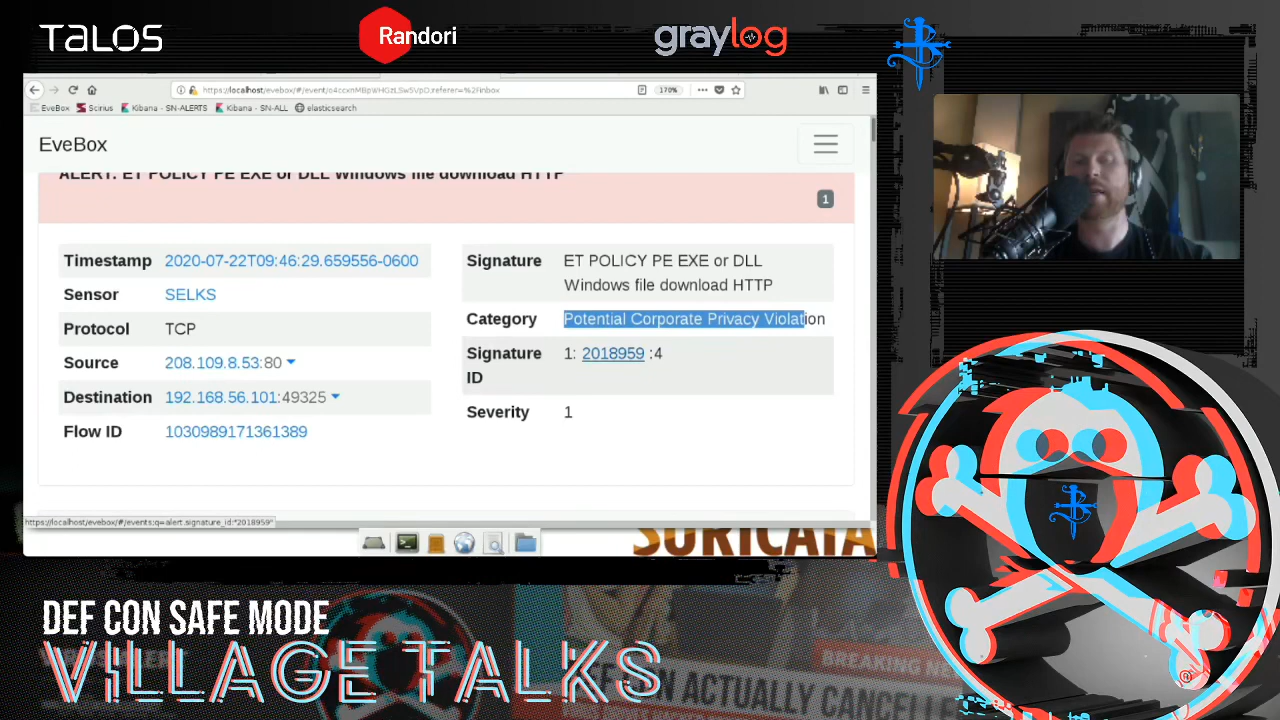 TALOS
Randori
graylog
https://localhost/evebox/#/event/o4ccxnMBpWHGzLSwSVpO;referer=%2Finbox
170%
EveBox
Scirius
Kibana - SN-ALERTS
Kibana - SN-ALL
elasticsearch
EveBox
ALERT: ET POLICY PE EXE or DLL Windows file download HTTP
1
Timestamp 2020-07-22T09:46:29.659556-0600
Sensor SELKS
Protocol TCP
Source 208.109.8.53:80
Destination 192.168.56.101:49325
Flow ID 1030989171361389
Signature ET POLICY PE EXE or DLL
Windows file download HTTP
Category Potential Corporate Privacy Violation
Signature 1: 2018959 :4
ID
Severity 1
https://localhost/evebox/#/events;q=alert.signature_id:"2018959"
SURICATA
DEF CON SAFE MODE
VILLAGE TALKS
BREAKING NE
CON ACTUALLY CANCELLE